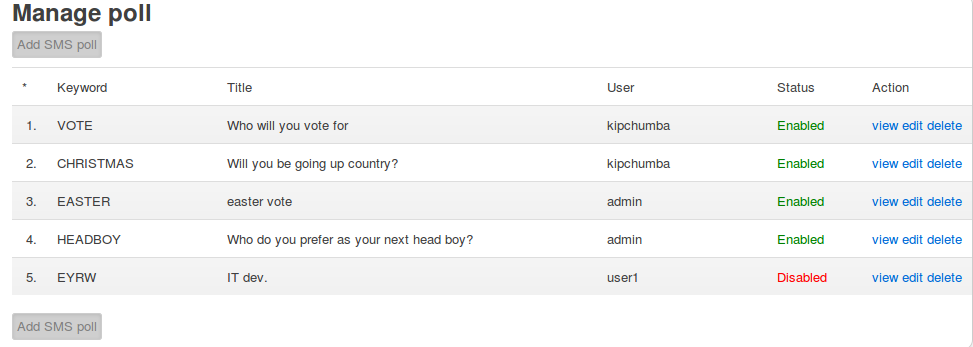 Manage poll
Add SMS poll
* Keyword Title User Status Action
1. VOTE Who will you vote for kipchumba Enabled view edit delete
2. CHRISTMAS Will you be going up country? kipchumba Enabled view edit delete
3. EASTER easter vote admin Enabled view edit delete
4. HEADBOY Who do you prefer as your next head boy? admin Enabled view edit delete
5. EYRW IT dev. user1 Disabled view edit delete
Add SMS poll